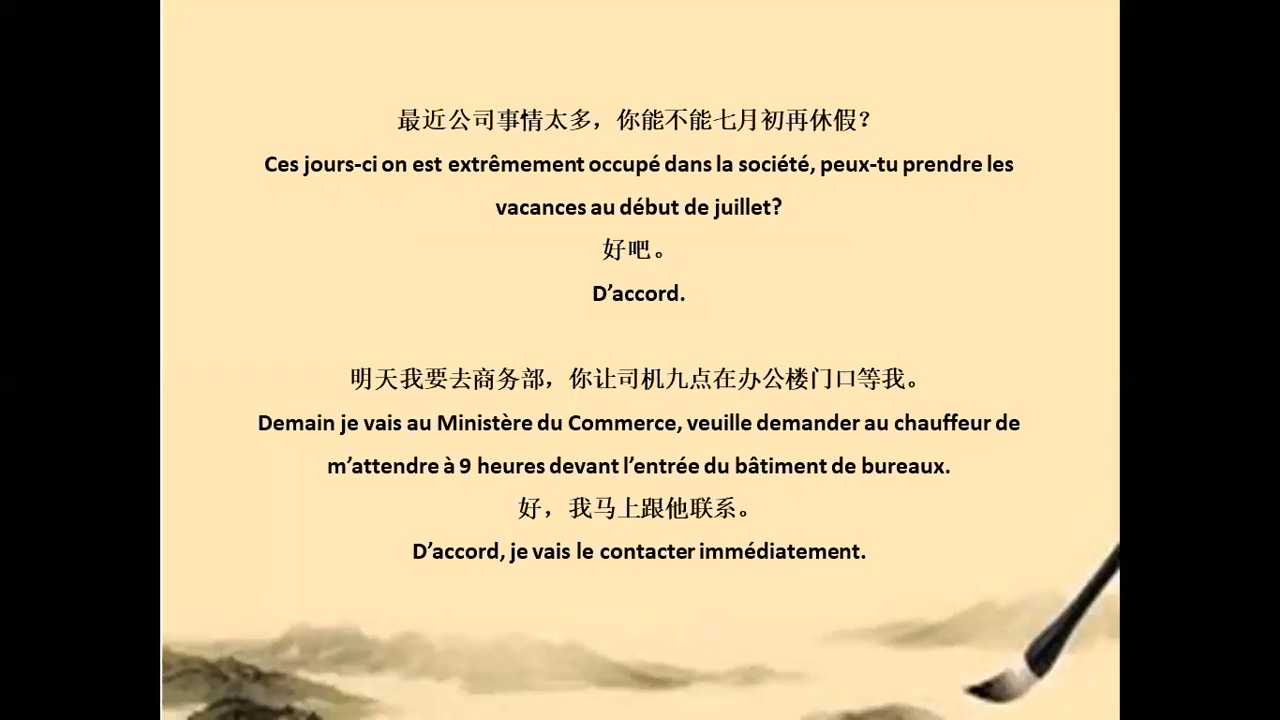 最近公司事情太多，你能不能七月初再休假？
Ces jours-ci on est extrêmement occupé dans la société, peux-tu prendre les
vacances au début de juillet?
好吧。
D’accord.
明天我要去商务部，你让司机九点在办公楼门口等我。
Demain je vais au Ministère du Commerce, veuille demander au chauffeur de
m’attendre à 9 heures devant l’entrée du bâtiment de bureaux.
好，我马上跟他联系。
D’accord, je vais le contacter immédiatement.